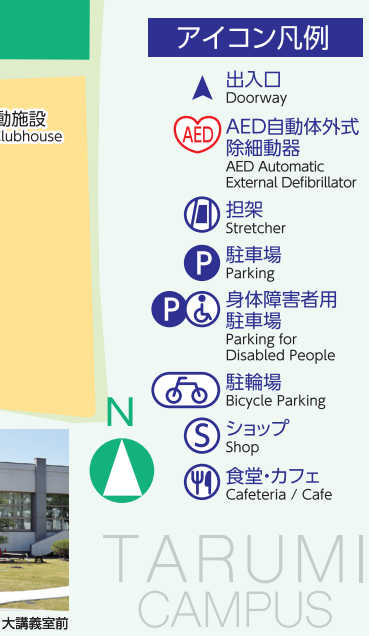 アイコン凡例
出入口
Doorway
AED
AED自動体外式
除細動器
AED Automatic
External Defibrillator
担架
Stretcher
P
駐車場
Parking
P
身体障害者用
駐車場
Parking for
Disabled People
駐輪場
Bicycle Parking
S
ショップ
Shop
食堂・カフェ
Cafeteria / Cafe
動施設
lubhouse
N
TARUMI
CAMPUS
大講義室前